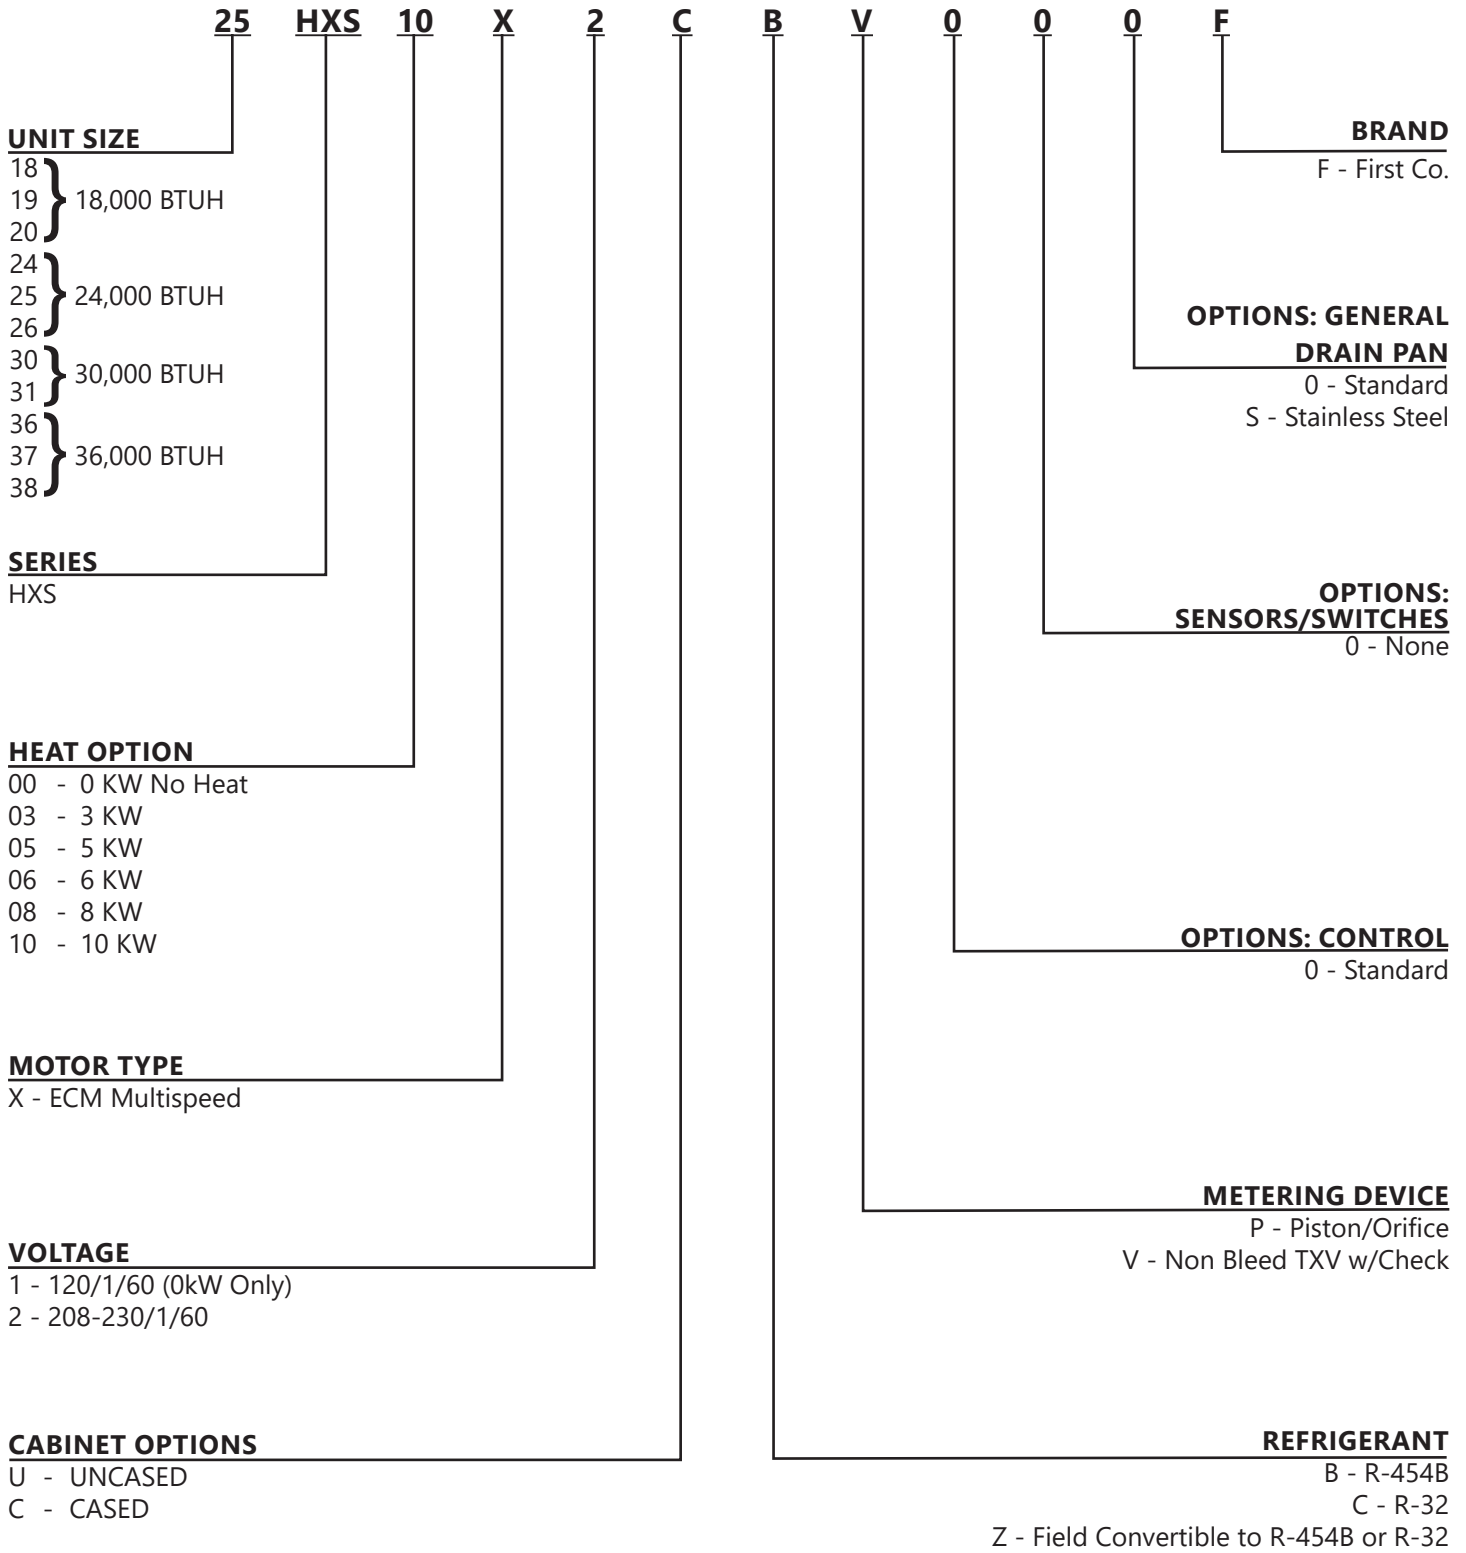 25 HXS 10 X 2 C B V 0 0 0 F
UNIT SIZE
18
19
20
18,000 BTUH
24
25
26
24,000 BTUH
30
31
30,000 BTUH
36
37
38
36,000 BTUH
SERIES
HXS
HEAT OPTION
00 - 0 KW No Heat
03 - 3 KW
05 - 5 KW
06 - 6 KW
08 - 8 KW
10 - 10 KW
MOTOR TYPE
X - ECM Multispeed
VOLTAGE
1 - 120/1/60 (0kW Only)
2 - 208-230/1/60
CABINET OPTIONS
U - UNCASED
C - CASED
BRAND
F - First Co.
OPTIONS: GENERAL
DRAIN PAN
0 - Standard
S - Stainless Steel
OPTIONS:
SENSORS/SWITCHES
0 - None
OPTIONS: CONTROL
0 - Standard
METERING DEVICE
P - Piston/Orifice
V - Non Bleed TXV w/Check
REFRIGERANT
B - R-454B
C - R-32
Z - Field Convertible to R-454B or R-32